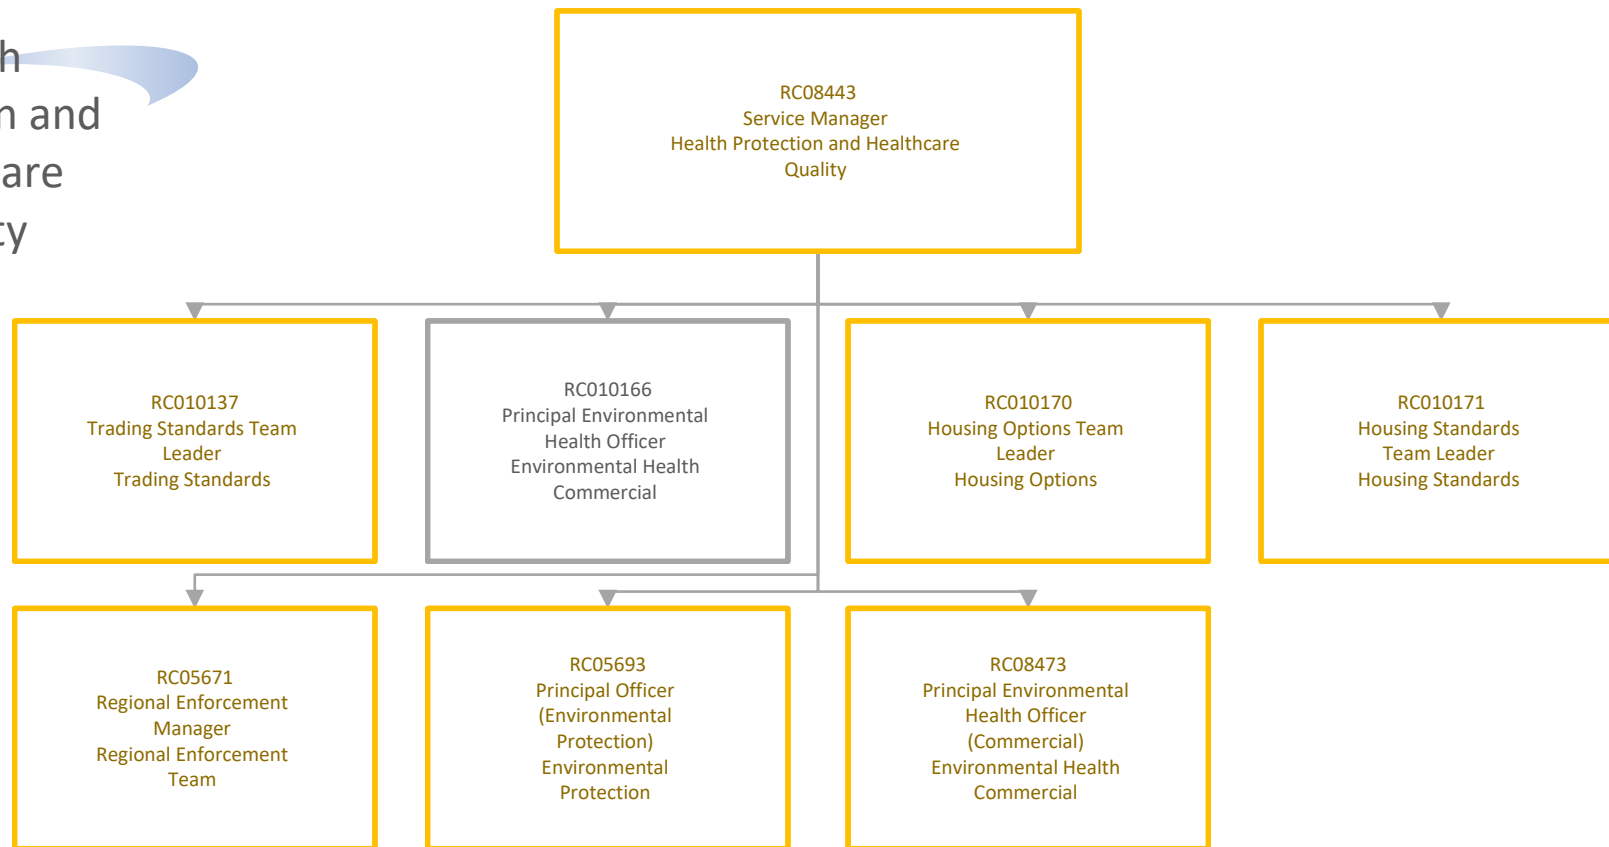 h
n and
are
ty
RC08443
Service Manager
Health Protection and Healthcare
Quality
RC010137
Trading Standards Team
Leader
Trading Standards
RC010166
Principal Environmental
Health Officer
Environmental Health
Commercial
RC010170
Housing Options Team
Leader
Housing Options
RC010171
Housing Standards
Team Leader
Housing Standards
RC05671
Regional Enforcement
Manager
Regional Enforcement
Team
RC05693
Principal Officer
(Environmental
Protection)
Environmental
Protection
RC08473
Principal Environmental
Health Officer
(Commercial)
Environmental Health
Commercial